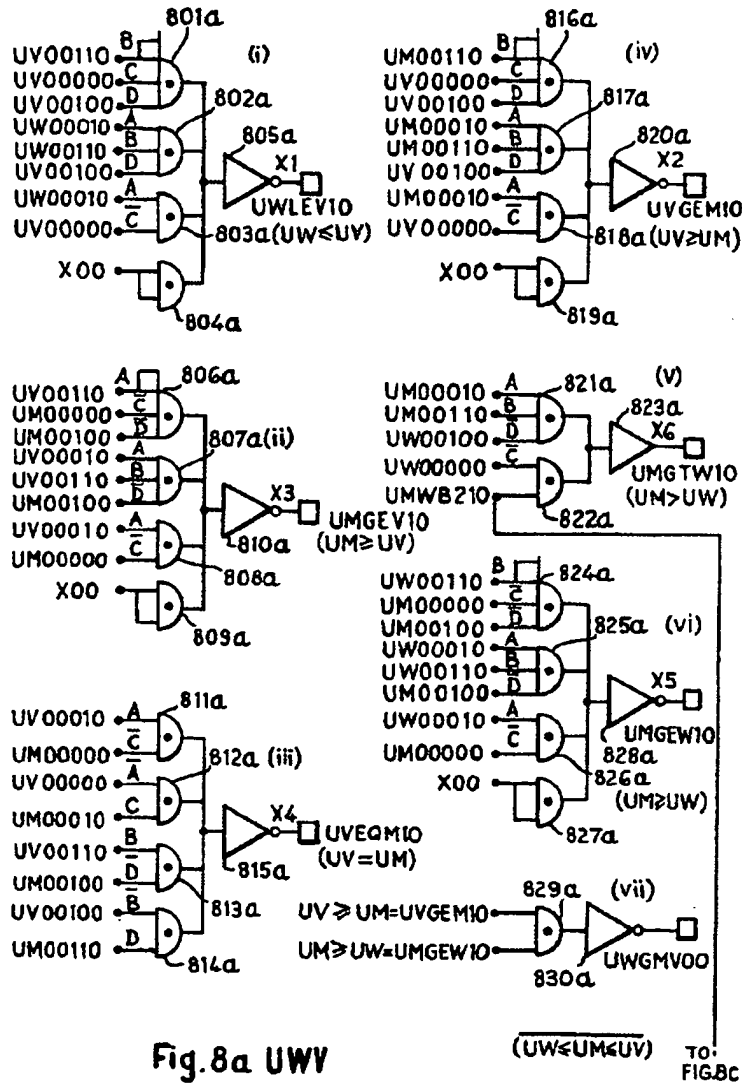 801a
B
UV00110
(i)
C
UV00000
D
UV00100
802a
A
UW00010
B
UW00110
D
UV00100
805a
X1
UWLEV10
A
UW00010
C̅
UV00000
803a (UW≤UV)
X00
804a
816a
B
UM00110
(iv)
C
UV00000
D
UV00100
817a
A
UM00010
B
UM00110
D
UV00100
820a
X2
UVGEM10
A
UM00010
C̅
UV00000
818a (UV≥UM)
X00
819a
806a
A
UV00110
C̅
UM00000
D̅
UM00100
807a (ii)
A
UV00010
B
UV00110
D̅
UM00100
X3
UMGEV10
(UM≥UV)
810a
A
UV00010
C̅
UM00000
808a
X00
809a
821a
(v)
A
UM00010
B
UM00110
D̅
UW00100
C̅
UW00000
UMWB210
822a
823a
X6
UMGTW10
(UM>UW)
824a
B
UW00110
C̅
UM00000
D̅
UM00100
825a (vi)
A
UW00010
B
UW00110
D̅
UM00100
X5
UMGEW10
828a
A
UW00010
C̅
UM00000
826a
(UM≥UW)
X00
827a
811a
A
UV00010
C̅
UM00000
812a (iii)
A̅
UV00000
C
UM00010
X4
UVEQM10
(UV=UM)
815a
B
UV00110
D̅
UM00100
813a
B̅
UV00100
D
UM00110
814a
829a (vii)
UV≥UM=UVGEM10
UM≥UW=UMGEW10
830a
UWGMV00
(UW≤UM≤UV)
Fig.8a UWV
TO:
FIG.8C